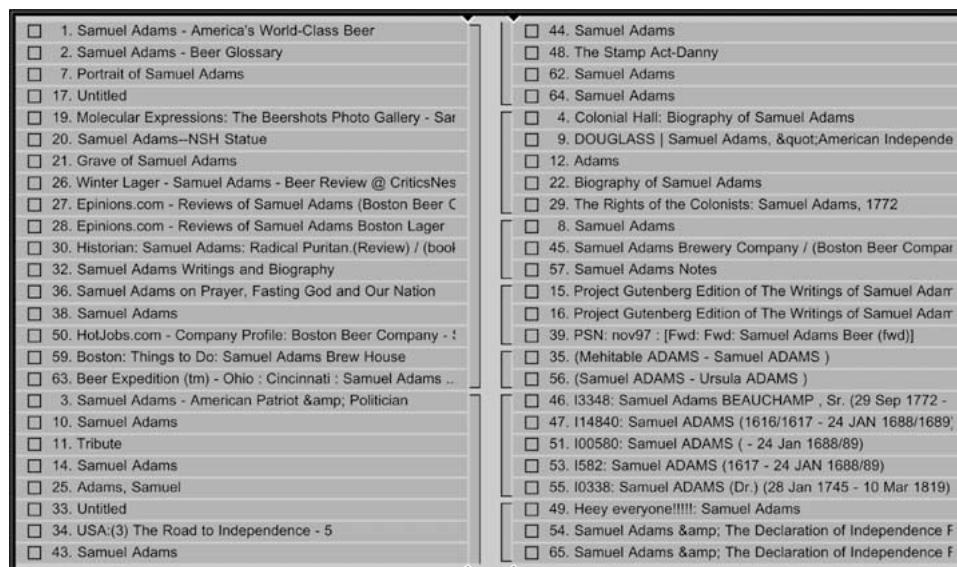 1. Samuel Adams - America's World-Class Beer
2. Samuel Adams - Beer Glossary
7. Portrait of Samuel Adams
17. Untitled
19. Molecular Expressions: The Beershots Photo Gallery - Sar
20. Samuel Adams--NSH Statue
21. Grave of Samuel Adams
26. Winter Lager - Samuel Adams - Beer Review @ CriticsNes
27. Epinions.com - Reviews of Samuel Adams (Boston Beer C
28. Epinions.com - Reviews of Samuel Adams Boston Lager
30. Historian: Samuel Adams: Radical Puritan.(Review) / (book
32. Samuel Adams Writings and Biography
36. Samuel Adams on Prayer, Fasting God and Our Nation
38. Samuel Adams
50. HotJobs.com - Company Profile: Boston Beer Company -
59. Boston: Things to Do: Samuel Adams Brew House
63. Beer Expedition (tm) - Ohio : Cincinnati : Samuel Adams ...
3. Samuel Adams - American Patriot &amp; Politician
10. Samuel Adams
11. Tribute
14. Samuel Adams
25. Adams, Samuel
33. Untitled
34. USA:(3) The Road to Independence - 5
43. Samuel Adams
44. Samuel Adams
48. The Stamp Act-Danny
62. Samuel Adams
64. Samuel Adams
4. Colonial Hall: Biography of Samuel Adams
9. DOUGLASS | Samuel Adams, &quot;American Independe
12. Adams
22. Biography of Samuel Adams
29. The Rights of the Colonists: Samuel Adams, 1772
8. Samuel Adams
45. Samuel Adams Brewery Company / (Boston Beer Compar
57. Samuel Adams Notes
15. Project Gutenberg Edition of The Writings of Samuel Adam
16. Project Gutenberg Edition of The Writings of Samuel Adam
39. PSN: nov97 : [Fwd: Fwd: Samuel Adams Beer (fwd)]
35. (Mehitable ADAMS - Samuel ADAMS )
56. (Samuel ADAMS - Ursula ADAMS )
46. I3348: Samuel Adams BEAUCHAMP , Sr. (29 Sep 1772 -
47. I14840: Samuel ADAMS (1616/1617 - 24 JAN 1688/1689)
51. I00580: Samuel ADAMS ( - 24 Jan 1688/89)
53. I582: Samuel ADAMS (1617 - 24 JAN 1688/89)
55. I0338: Samuel ADAMS (Dr.) (28 Jan 1745 - 10 Mar 1819)
49. Heey everyone!!!!!: Samuel Adams
54. Samuel Adams &amp; The Declaration of Independence F
65. Samuel Adams &amp; The Declaration of Independence F